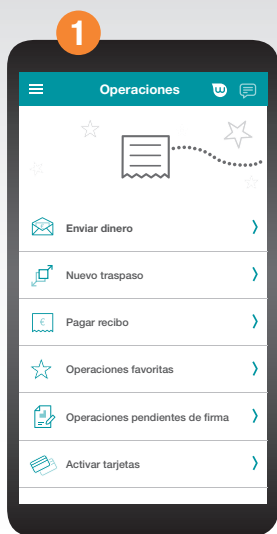 1
Operaciones
Enviar dinero
Nuevo traspaso
€
Pagar recibo
Operaciones favoritas
Operaciones pendientes de firma
Activar tarjetas